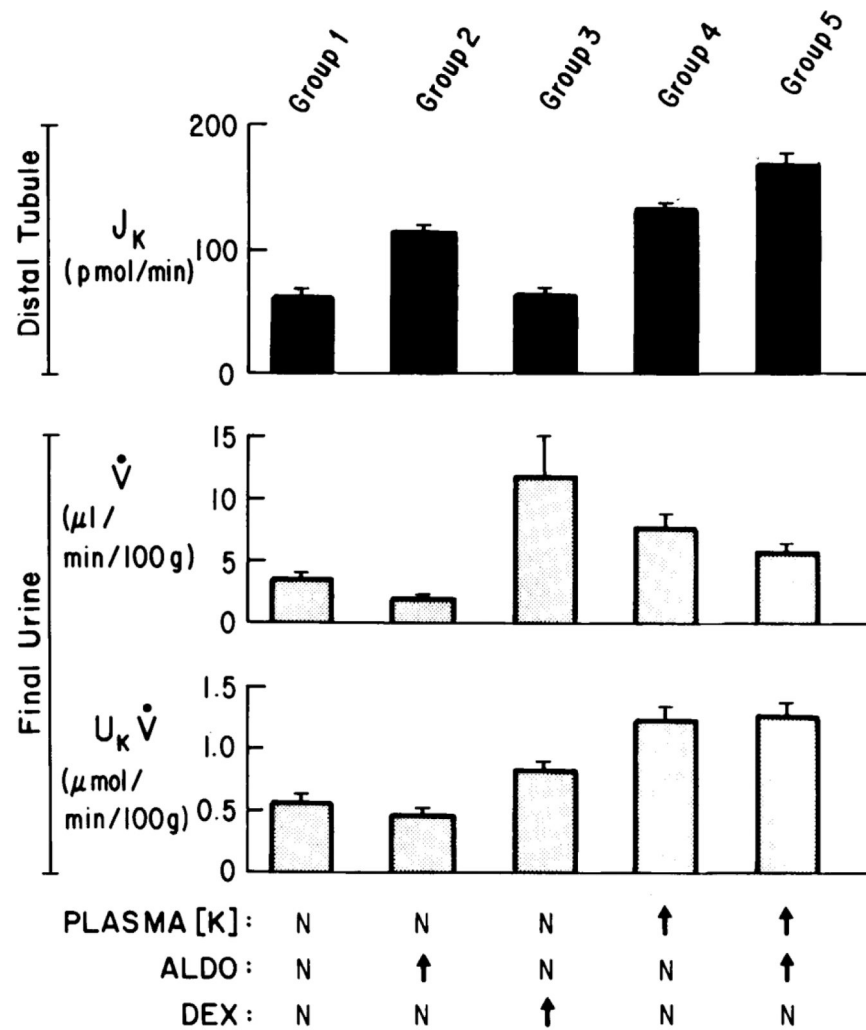 Group 1
Group 2
Group 3
Group 4
Group 5
Distal Tubule
J_K
(pmol/min)
200
100
0
Final Urine
V̇
(μl/
min/100g)
15
10
5
0
U_K V̇
(μmol/
min/100g)
1.5
1.0
0.5
0
PLASMA [K]: N N N ↑ ↑
ALDO: N ↑ N N ↑
DEX: N N ↑ N N